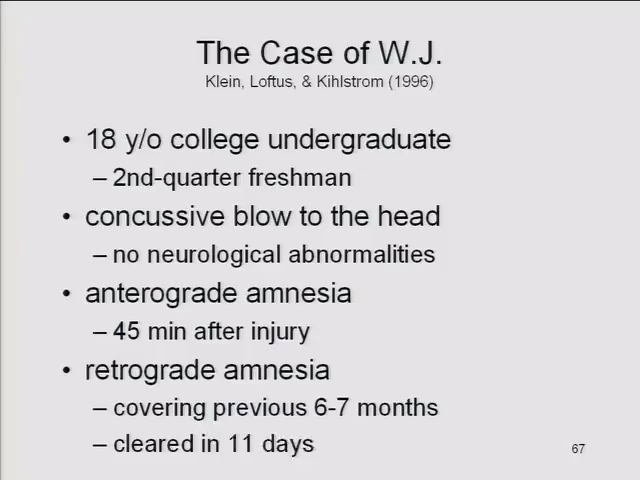 The Case of W.J.
Klein, Loftus, & Kihlstrom (1996)
• 18 y/o college undergraduate
– 2nd-quarter freshman
• concussive blow to the head
– no neurological abnormalities
• anterograde amnesia
– 45 min after injury
• retrograde amnesia
– covering previous 6-7 months
– cleared in 11 days
67